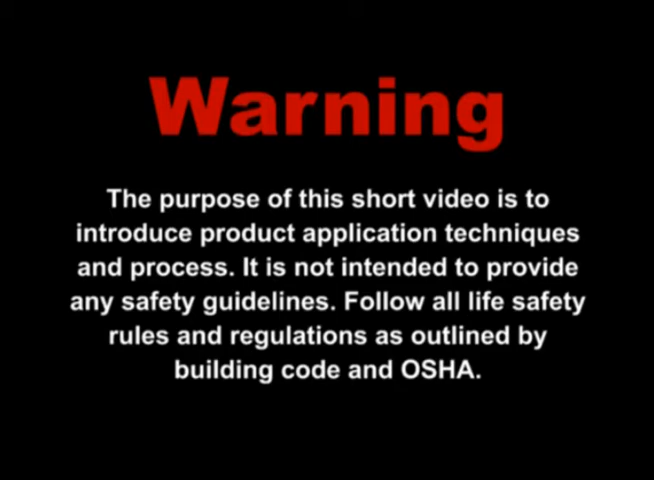 Warning
The purpose of this short video is to
introduce product application techniques
and process. It is not intended to provide
any safety guidelines. Follow all life safety
rules and regulations as outlined by
building code and OSHA.